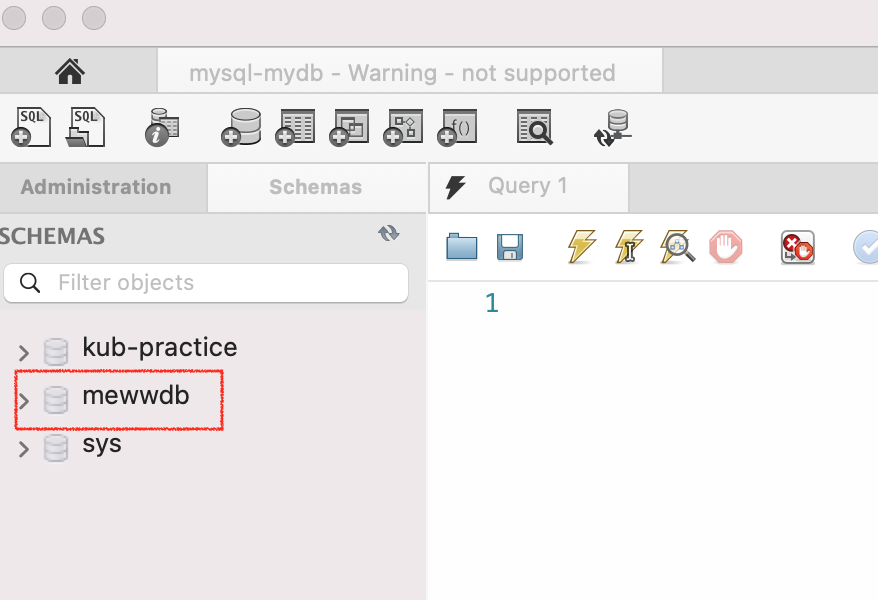 mysql-mydb - Warning - not supported
SQL
SQL
i
f()
Administration
Schemas
Query 1
SCHEMAS
Filter objects
1
kub-practice
mewwdb
sys